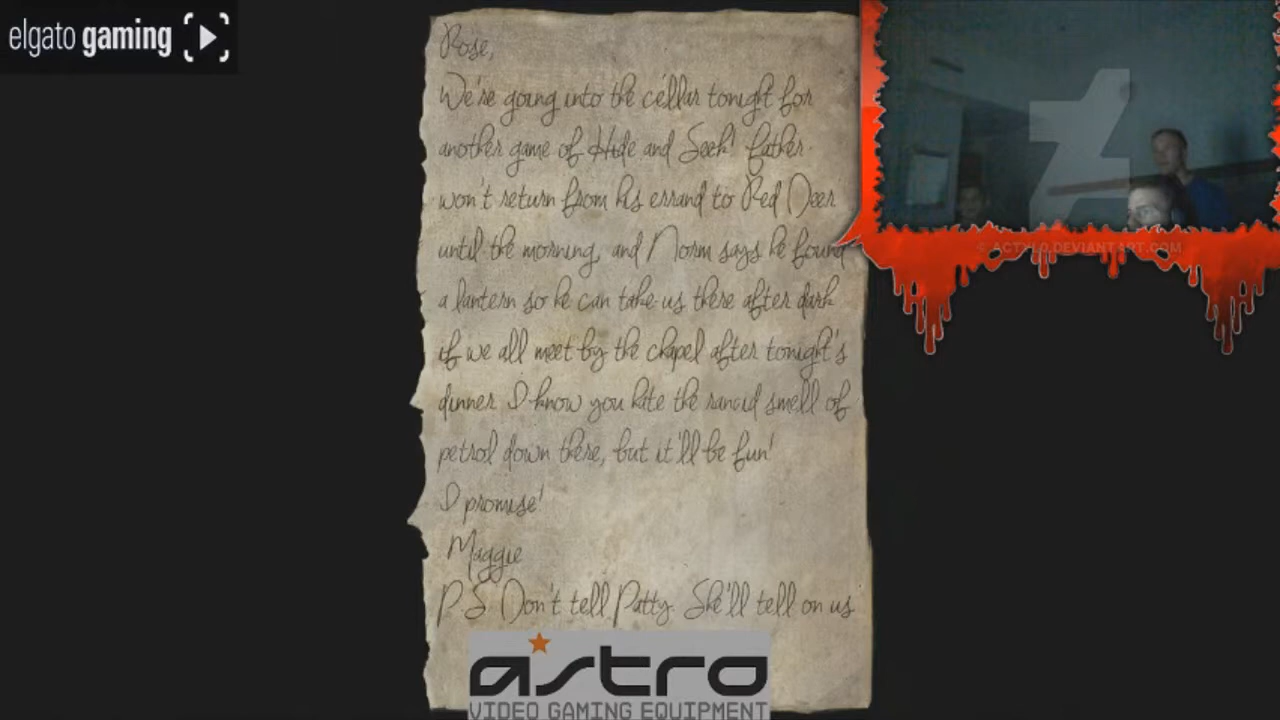 elgato gaming
Rose,
We're going into the cellar tonight for
another game of Hide and Seek! Father
won't return from his errand to Red Deer
until the morning, and Norm says he found
a lantern so he can take us there after dark
if we all meet by the chapel after tonight's
dinner. I know you hate the rancid smell of
petrol down there, but it'll be fun!
I promise!
Maggie
P.S. Don't tell Patty. She'll tell on us
© ACTYLO.DEVIANTART.COM
astro
VIDEO GAMING EQUIPMENT